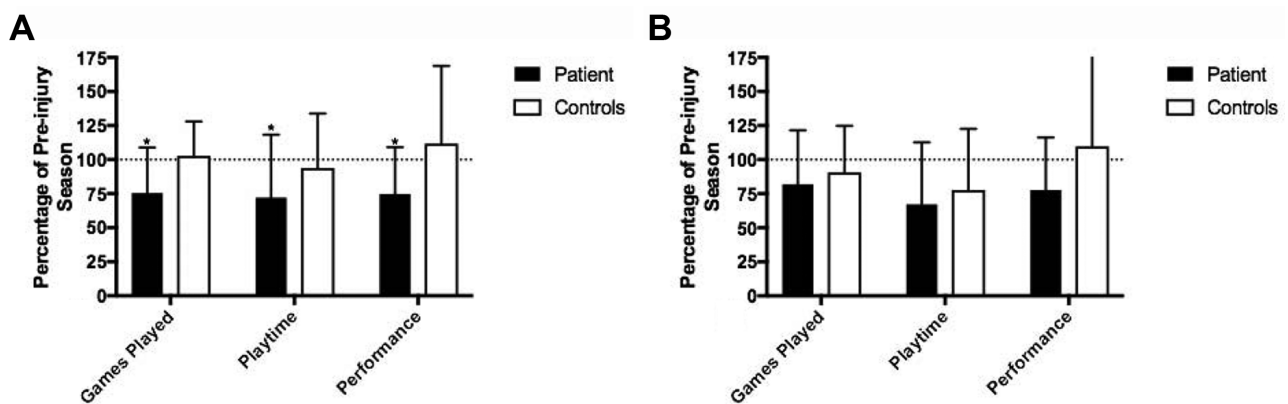 A
Percentage of Pre-injury
Season
175
150
125
100
75
50
25
0
*
*
*
Games Played
Playtime
Performance
Patient
Controls
B
Percentage of Pre-injury
Season
175
150
125
100
75
50
25
0
Games Played
Playtime
Performance
Patient
Controls